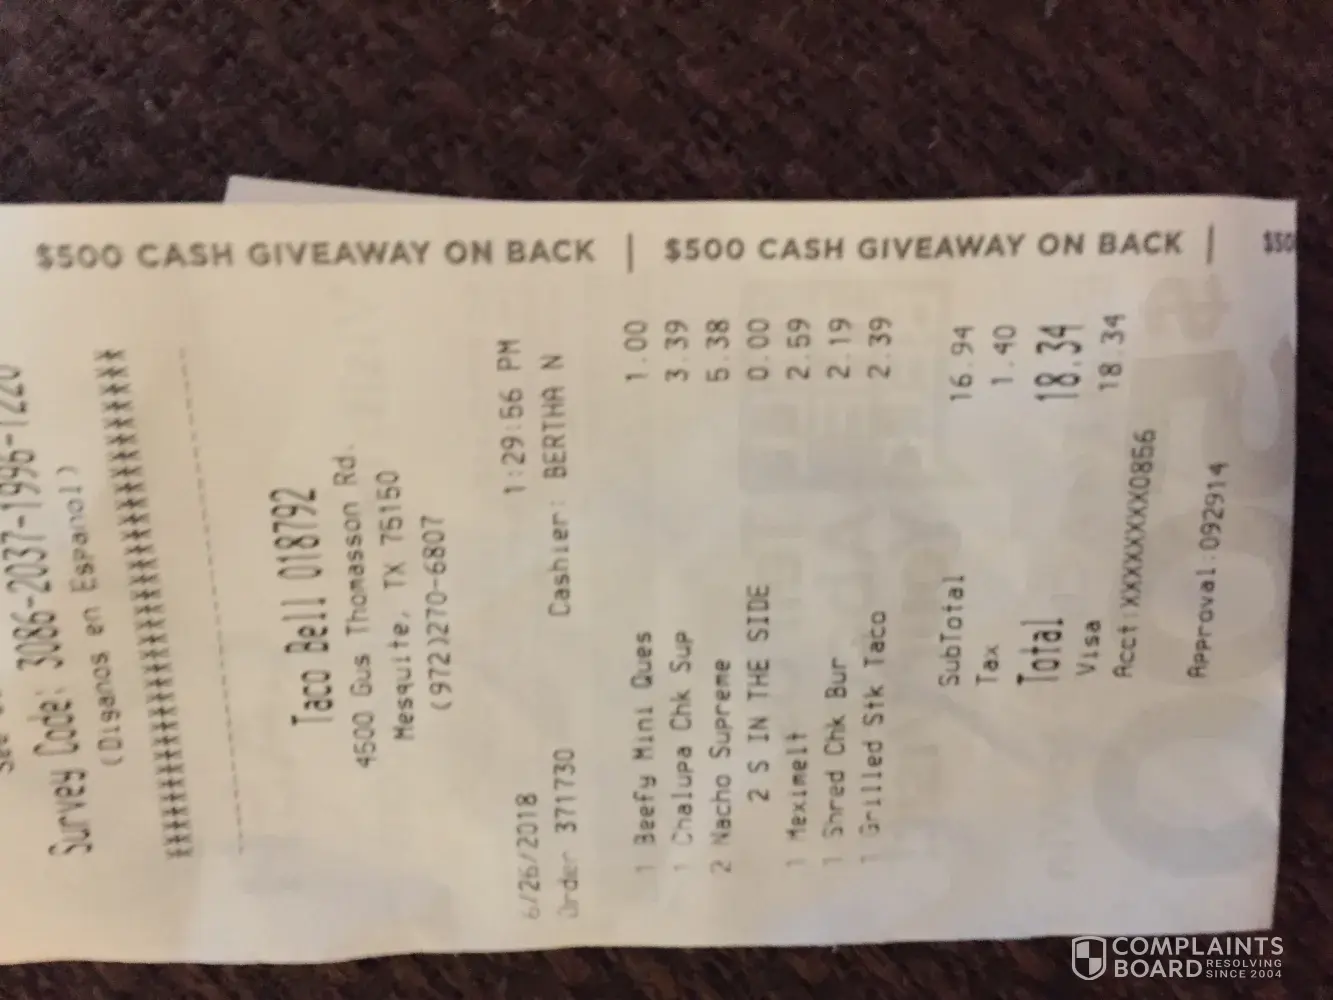 $500 CASH GIVEAWAY ON BACK | $500 CASH GIVEAWAY ON BACK |
Survey Code: 3086-2037-1996-1220
(Diganos en Espanol)
Taco Bell 018792
4500 Gus Thomasson Rd.
Mesquite, TX 75150
(972)270-6807
6/26/2018 1:29:56 PM
Order 371730 Cashier: BERTHA N
1 Beefy Mini Ques 1.00
1 Chalupa Chk Sup 3.39
2 Nacho Supreme 5.38
2 S IN THE SIDE 0.00
1 Meximelt 2.59
1 Shred Chk Bur 2.19
1 Grilled Stk Taco 2.39
SubTotal 16.94
Tax 1.40
Total 18.34
Visa 18.34
Acct:XXXXXXXXXXXX0856
Approval:092914
COMPLAINTS
BOARD RESOLVING
SINCE 2004